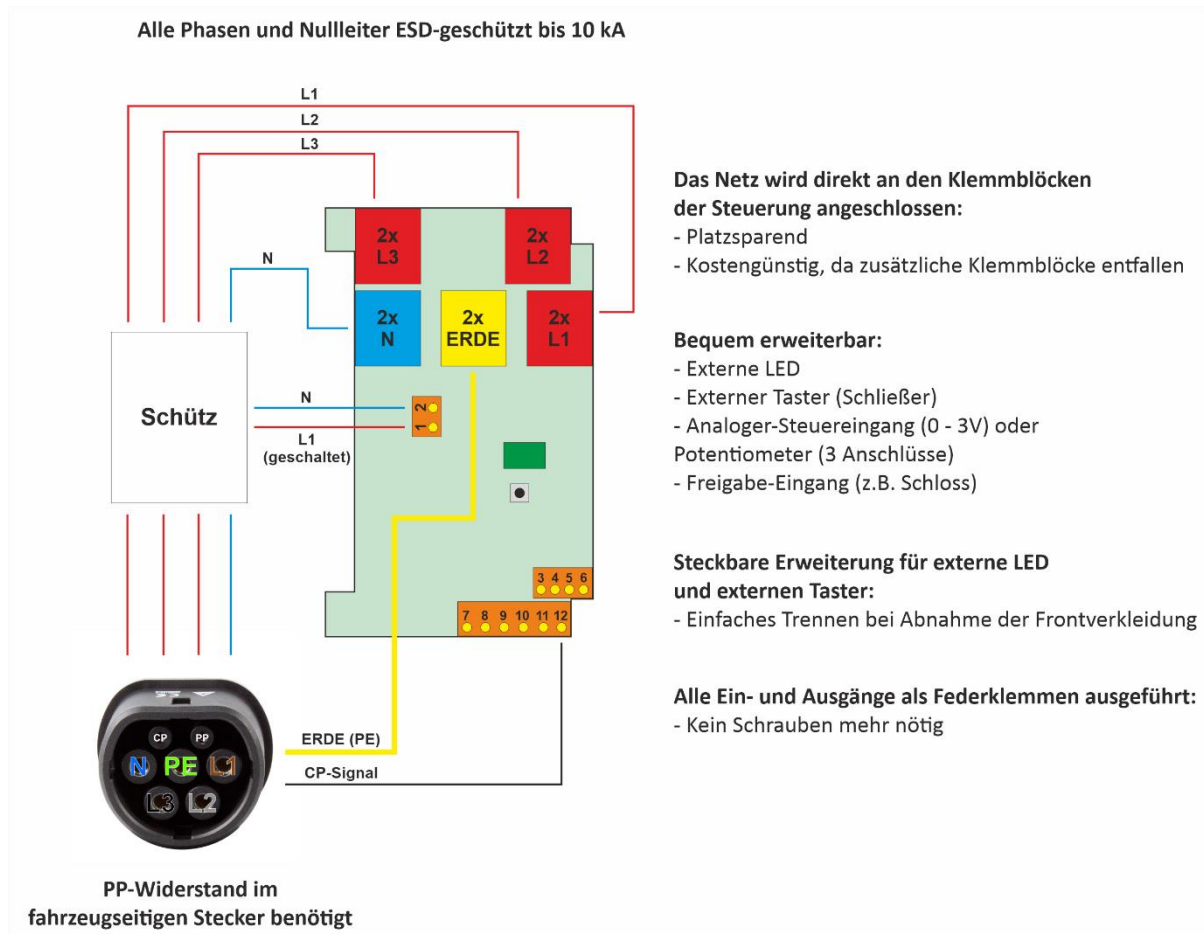 Alle Phasen und Nullleiter ESD-geschützt bis 10 kA
L1
L2
L3
N
2x
L3
2x
L2
2x
N
2x
ERDE
2x
L1
Schütz
N
L1
(geschaltet)
2
1
3 4 5 6
7 8 9 10 11 12
CP PP
N PE L1
L3 L2
ERDE (PE)
CP-Signal
PP-Widerstand im
fahrzeugseitigen Stecker benötigt
Das Netz wird direkt an den Klemmblöcken
der Steuerung angeschlossen:
- Platzsparend
- Kostengünstig, da zusätzliche Klemmblöcke entfallen
Bequem erweiterbar:
- Externe LED
- Externer Taster (Schließer)
- Analoger-Steuereingang (0 - 3V) oder
Potentiometer (3 Anschlüsse)
- Freigabe-Eingang (z.B. Schloss)
Steckbare Erweiterung für externe LED
und externen Taster:
- Einfaches Trennen bei Abnahme der Frontverkleidung
Alle Ein- und Ausgänge als Federklemmen ausgeführt:
- Kein Schrauben mehr nötig